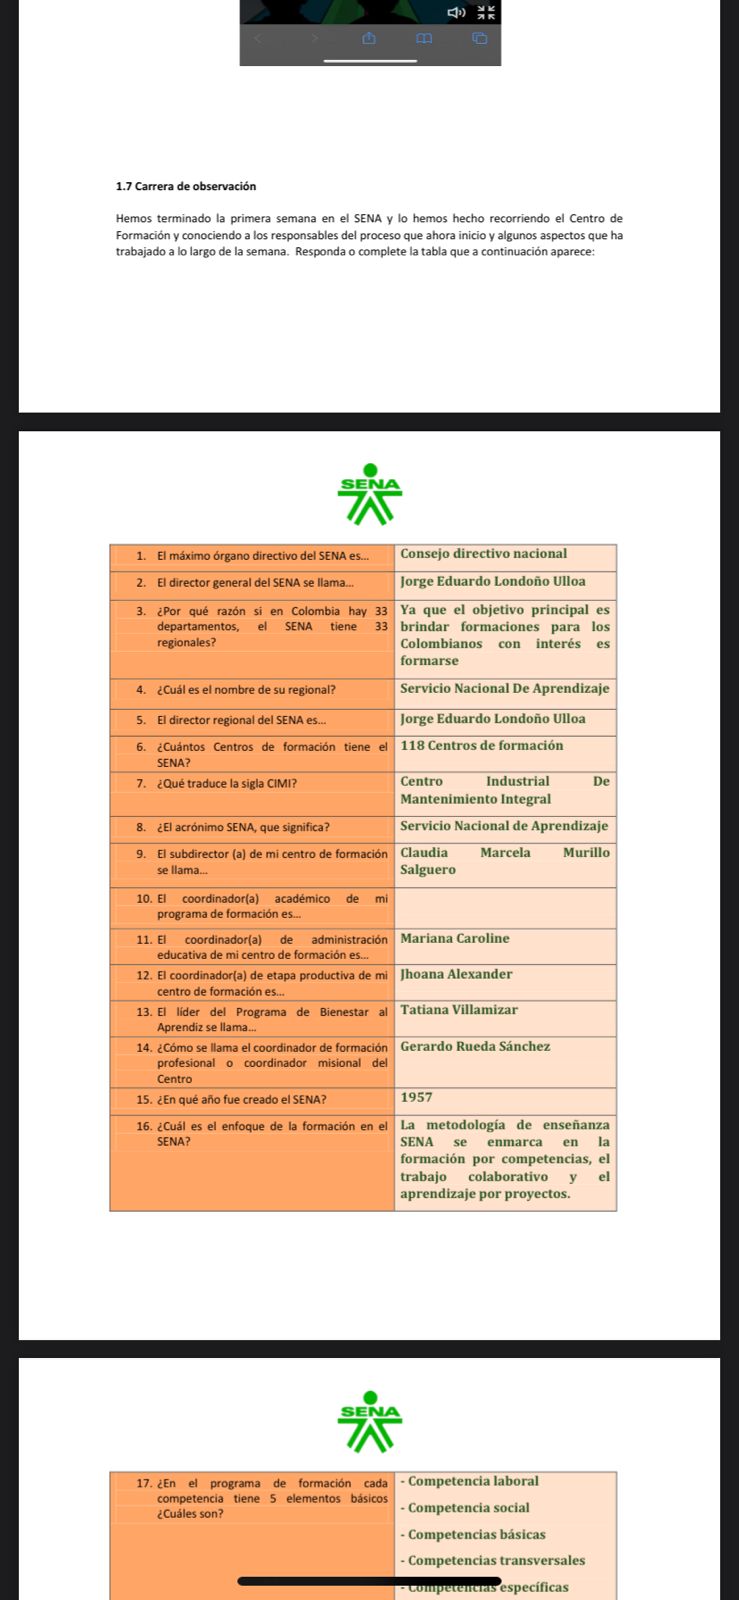 1.7 Carrera de observación
Hemos terminado la primera semana en el SENA y lo hemos hecho recorriendo el Centro de
Formación y conociendo a los responsables del proceso que ahora inicio y algunos aspectos que ha
trabajado a lo largo de la semana. Responda o complete la tabla que a continuación aparece:
SENA
1. El máximo órgano directivo del SENA es...
Consejo directivo nacional
2. El director general del SENA se llama...
Jorge Eduardo Londoño Ulloa
3. ¿Por qué razón si en Colombia hay 33
departamentos, el SENA tiene 33
regionales?
Ya que el objetivo principal es
brindar formaciones para los
Colombianos con interés es
formarse
4. ¿Cuál es el nombre de su regional?
Servicio Nacional De Aprendizaje
5. El director regional del SENA es...
Jorge Eduardo Londoño Ulloa
6. ¿Cuántos Centros de formación tiene el
SENA?
118 Centros de formación
7. ¿Qué traduce la sigla CIMI?
Centro Industrial De
Mantenimiento Integral
8. ¿El acrónimo SENA, que significa?
Servicio Nacional de Aprendizaje
9. El subdirector (a) de mi centro de formación
se llama...
Claudia Marcela Murillo
Salguero
10. El coordinador(a) académico de mi
programa de formación es...
11. El coordinador(a) de administración
educativa de mi centro de formación es...
Mariana Caroline
12. El coordinador(a) de etapa productiva de mi
centro de formación es...
Jhoana Alexander
13. El líder del Programa de Bienestar al
Aprendiz se llama...
Tatiana Villamizar
14. ¿Cómo se llama el coordinador de formación
profesional o coordinador misional del
Centro
Gerardo Rueda Sánchez
15. ¿En qué año fue creado el SENA?
1957
16. ¿Cuál es el enfoque de la formación en el
SENA?
La metodología de enseñanza
SENA se enmarca en la
formación por competencias, el
trabajo colaborativo y el
aprendizaje por proyectos.
SENA
17. ¿En el programa de formación cada
competencia tiene 5 elementos básicos
¿Cuáles son?
- Competencia laboral
- Competencia social
- Competencias básicas
- Competencias transversales
- Competencias específicas